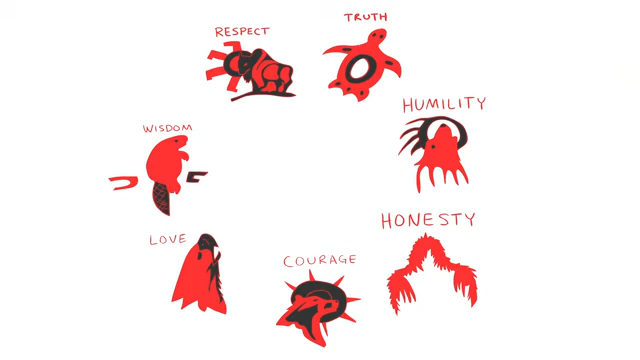 TRUTH
RESPECT
HUMILITY
WISDOM
HONESTY
LOVE
COURAGE